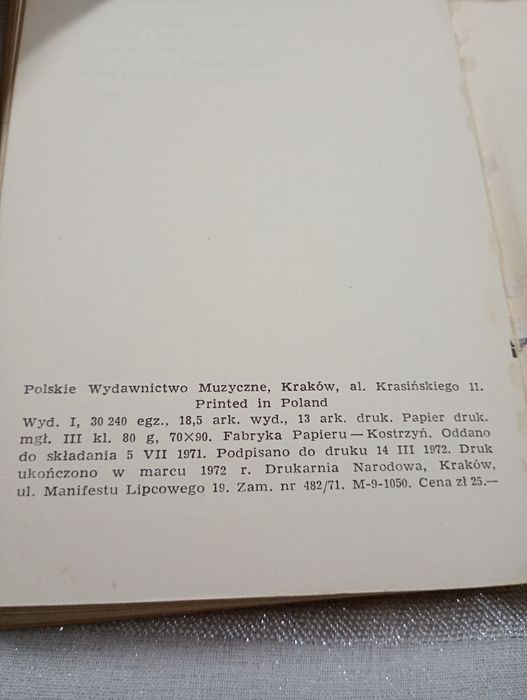 Polskie Wydawnictwo Muzyczne, Kraków, al. Krasińskiego 11.
Printed in Poland
Wyd. I, 30 240 egz., 18,5 ark. wyd., 13 ark. druk. Papier druk.
mgł. III kl. 80 g, 70×90. Fabryka Papieru — Kostrzyń. Oddano
do składania 5 VII 1971. Podpisano do druku 14 III 1972. Druk
ukończono w marcu 1972 r. Drukarnia Narodowa, Kraków,
ul. Manifestu Lipcowego 19. Zam. nr 482/71. M-9-1050. Cena zł 25.—